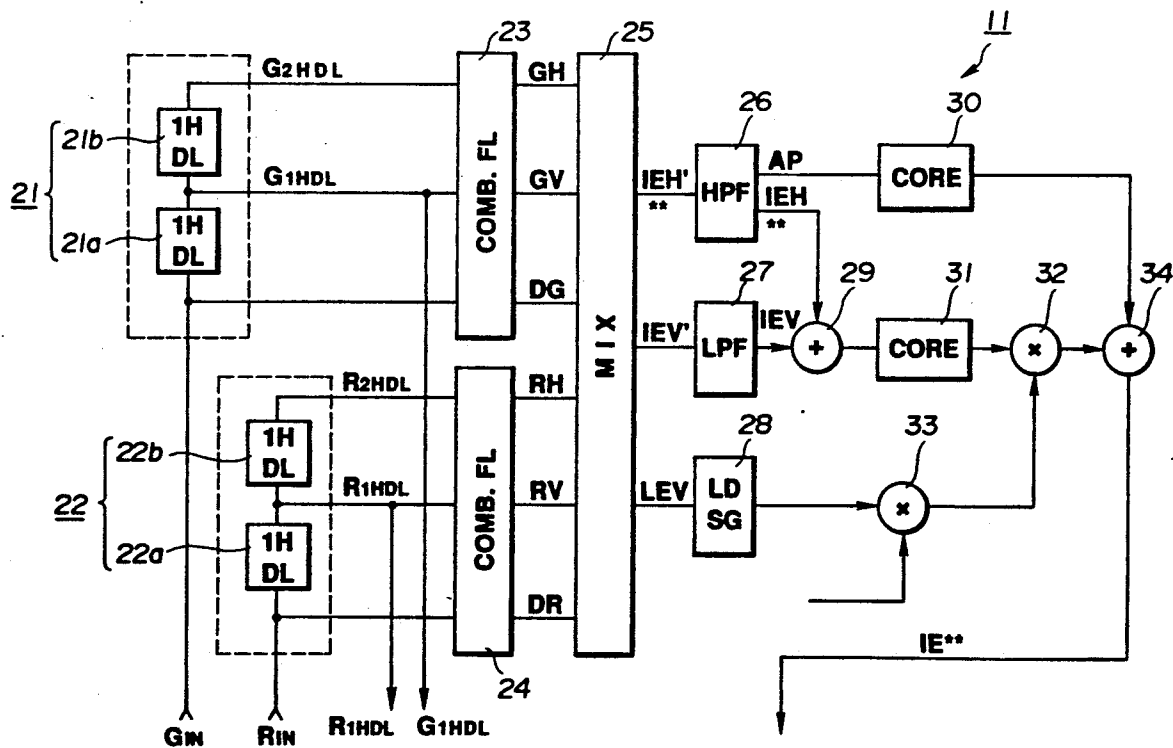 23
25
11
G2HDL
GH
26
30
21b
1H
DL
AP
CORE
21
G1HDL
COMB. FL
GV
IEH'
**
HPF
IEH
**
21a
1H
DL
27
29
31
32
34
DG
IEV'
LPF
IEV
+
CORE
×
+
MIX
R2HDL
RH
28
33
22b
1H
DL
22
R1HDL
COMB. FL
RV
LEV
LD
SG
×
22a
1H
DL
DR
IE**
24
GIN
RIN
R1HDL
G1HDL